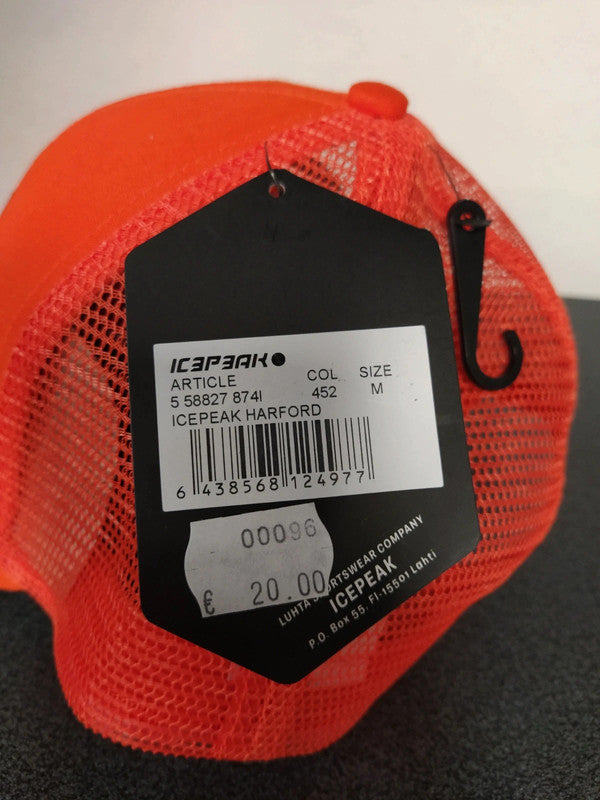 ICEPEAK
ARTICLE COL SIZE
5 58827 874I 452 M
ICEPEAK HARFORD
6 438568 124977
00096
€ 20.00
LUHTA SPORTSWEAR COMPANY
ICEPEAK
P.O. Box 55, FI-15501 Lahti